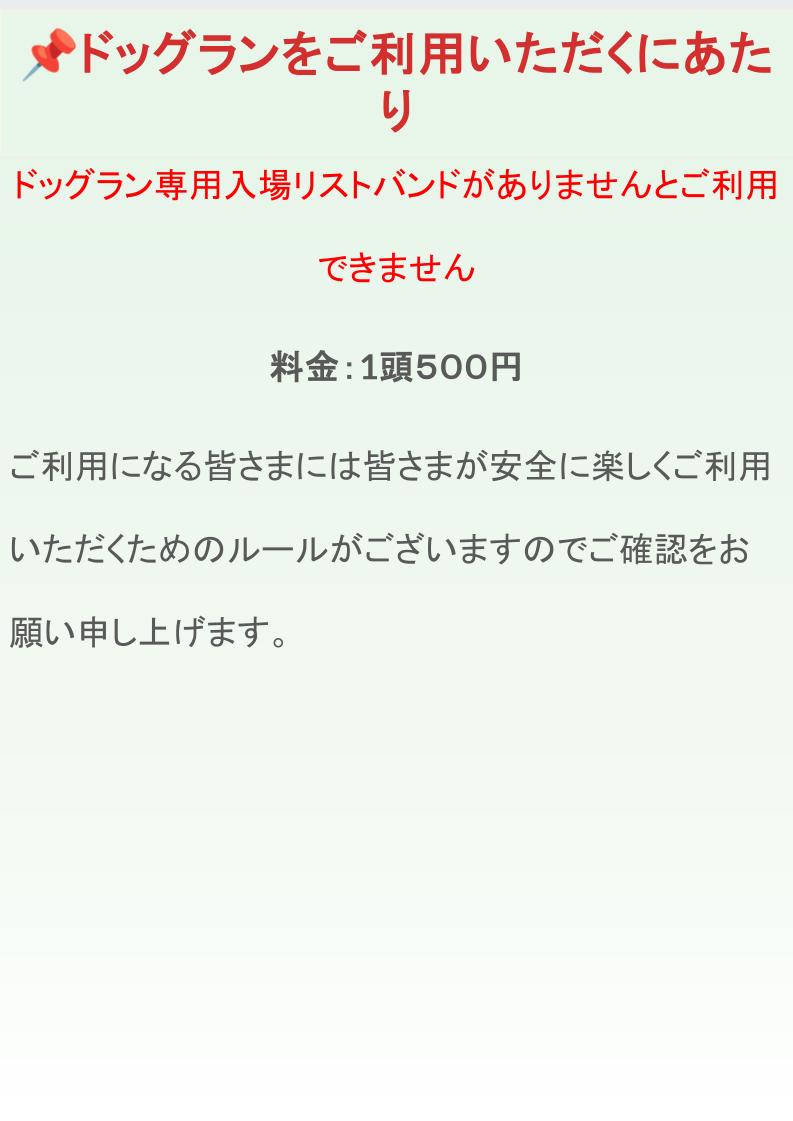 📌ドッグランをご利用いただくにあた
り
ドッグラン専用入場リストバンドがありませんとご利用
できません
料金：1頭500円
ご利用になる皆さまには皆さまが安全に楽しくご利用
いただくためのルールがございますのでご確認をお
願い申し上げます。